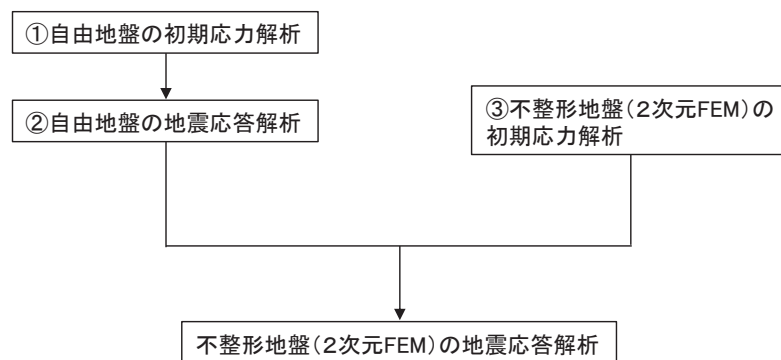 ①自由地盤の初期応力解析
②自由地盤の地震応答解析
③不整形地盤(2次元FEM)の
初期応力解析
不整形地盤(2次元FEM)の地震応答解析